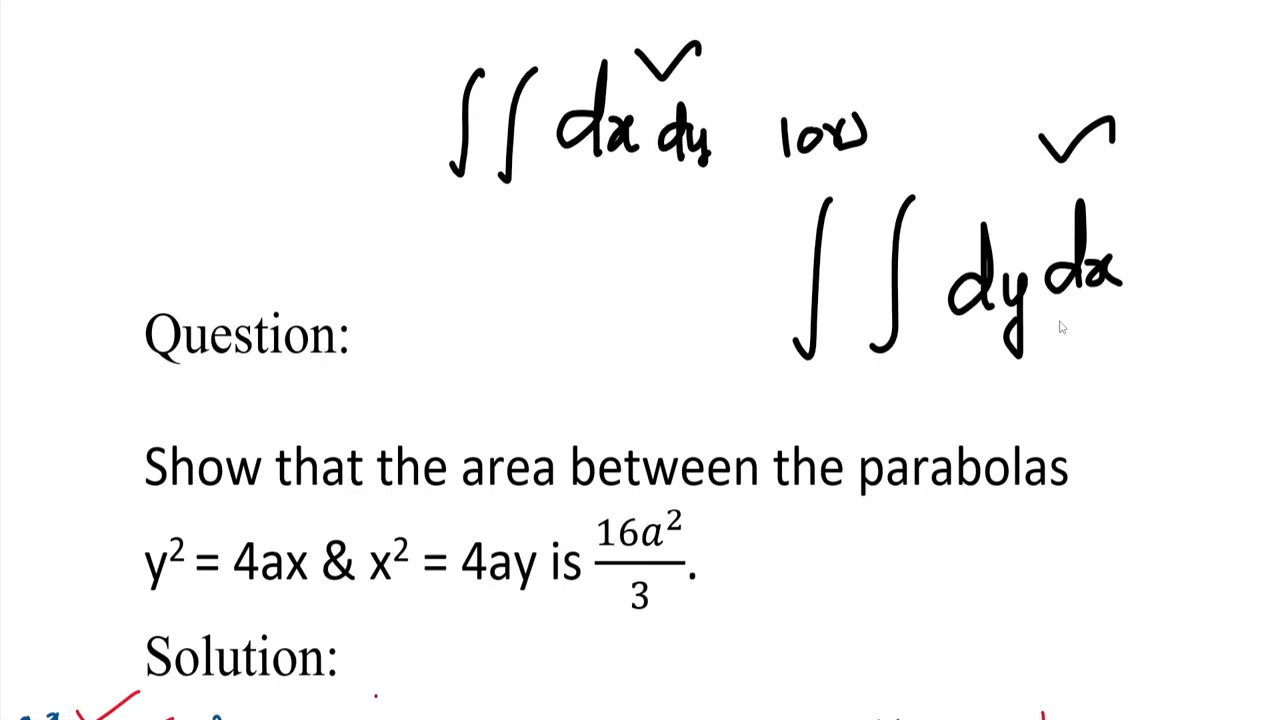 ∫∫ dx dy (or)
∫∫ dy dx
Question:
Show that the area between the parabolas
y² = 4ax & x² = 4ay is 16a²/3.
Solution: